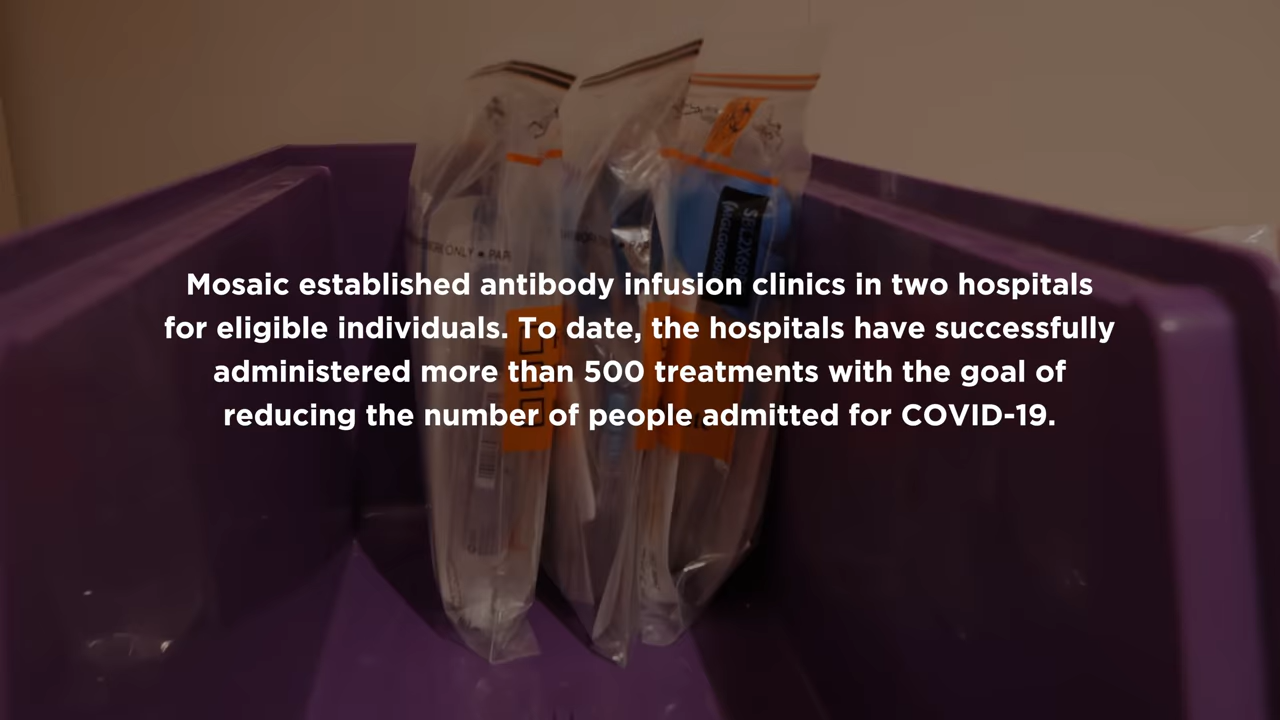 Mosaic established antibody infusion clinics in two hospitals
for eligible individuals. To date, the hospitals have successfully
administered more than 500 treatments with the goal of
reducing the number of people admitted for COVID-19.
ONLY